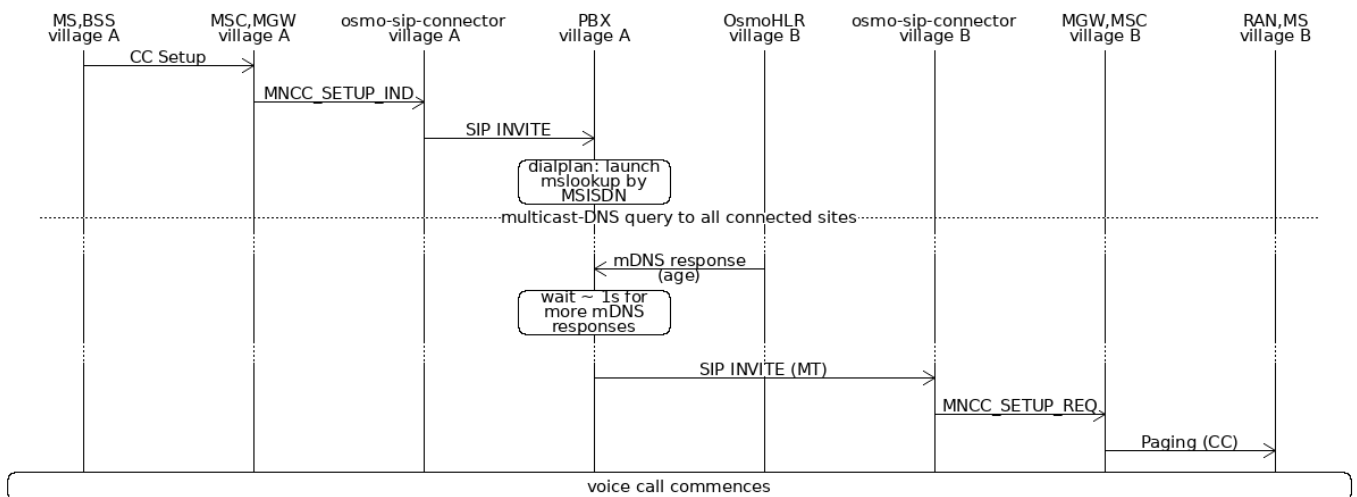 MS,BSS
village A
MSC,MGW
village A
osmo-sip-connector
village A
PBX
village A
OsmoHLR
village B
osmo-sip-connector
village B
MGW,MSC
village B
RAN,MS
village B
CC Setup
MNCC_SETUP_IND
SIP INVITE
dialplan: launch
mslookup by
MSISDN
multicast-DNS query to all connected sites
mDNS response
(age)
wait ~ 1s for
more mDNS
responses
SIP INVITE (MT)
MNCC_SETUP_REQ
Paging (CC)
voice call commences